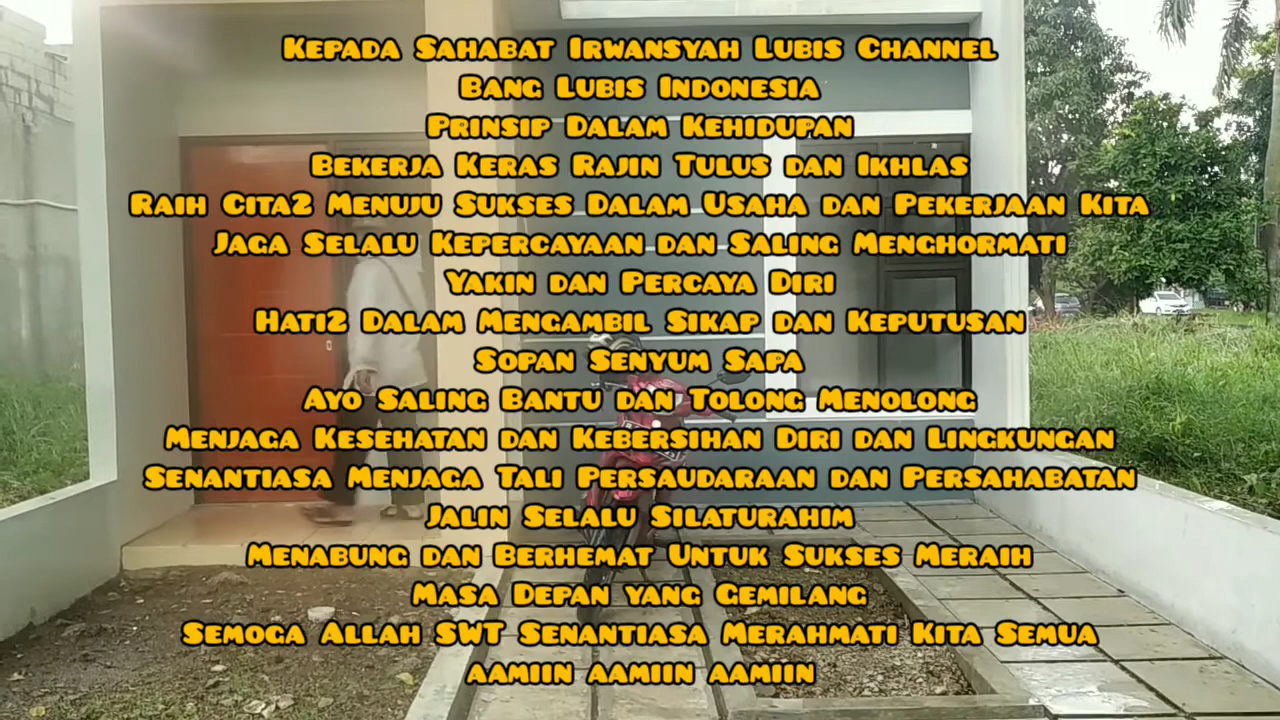 Kepada Sahabat Irwansyah Lubis Channel
Bang Lubis Indonesia
Prinsip Dalam Kehidupan
Bekerja Keras Rajin Tulus dan Ikhlas
Raih Cita2 Menuju Sukses Dalam Usaha dan Pekerjaan Kita
Jaga Selalu Kepercayaan dan Saling Menghormati
Yakin dan Percaya Diri
Hati2 Dalam Mengambil Sikap dan Keputusan
Sopan Senyum Sapa
Ayo Saling Bantu dan Tolong Menolong
Menjaga Kesehatan dan Kebersihan Diri dan Lingkungan
Senantiasa Menjaga Tali Persaudaraan dan Persahabatan
Jalin Selalu Silaturahim
Menabung dan Berhemat Untuk Sukses Meraih
Masa Depan yang Gemilang
Semoga Allah SWT Senantiasa Merahmati Kita Semua
aamiin aamiin aamiin